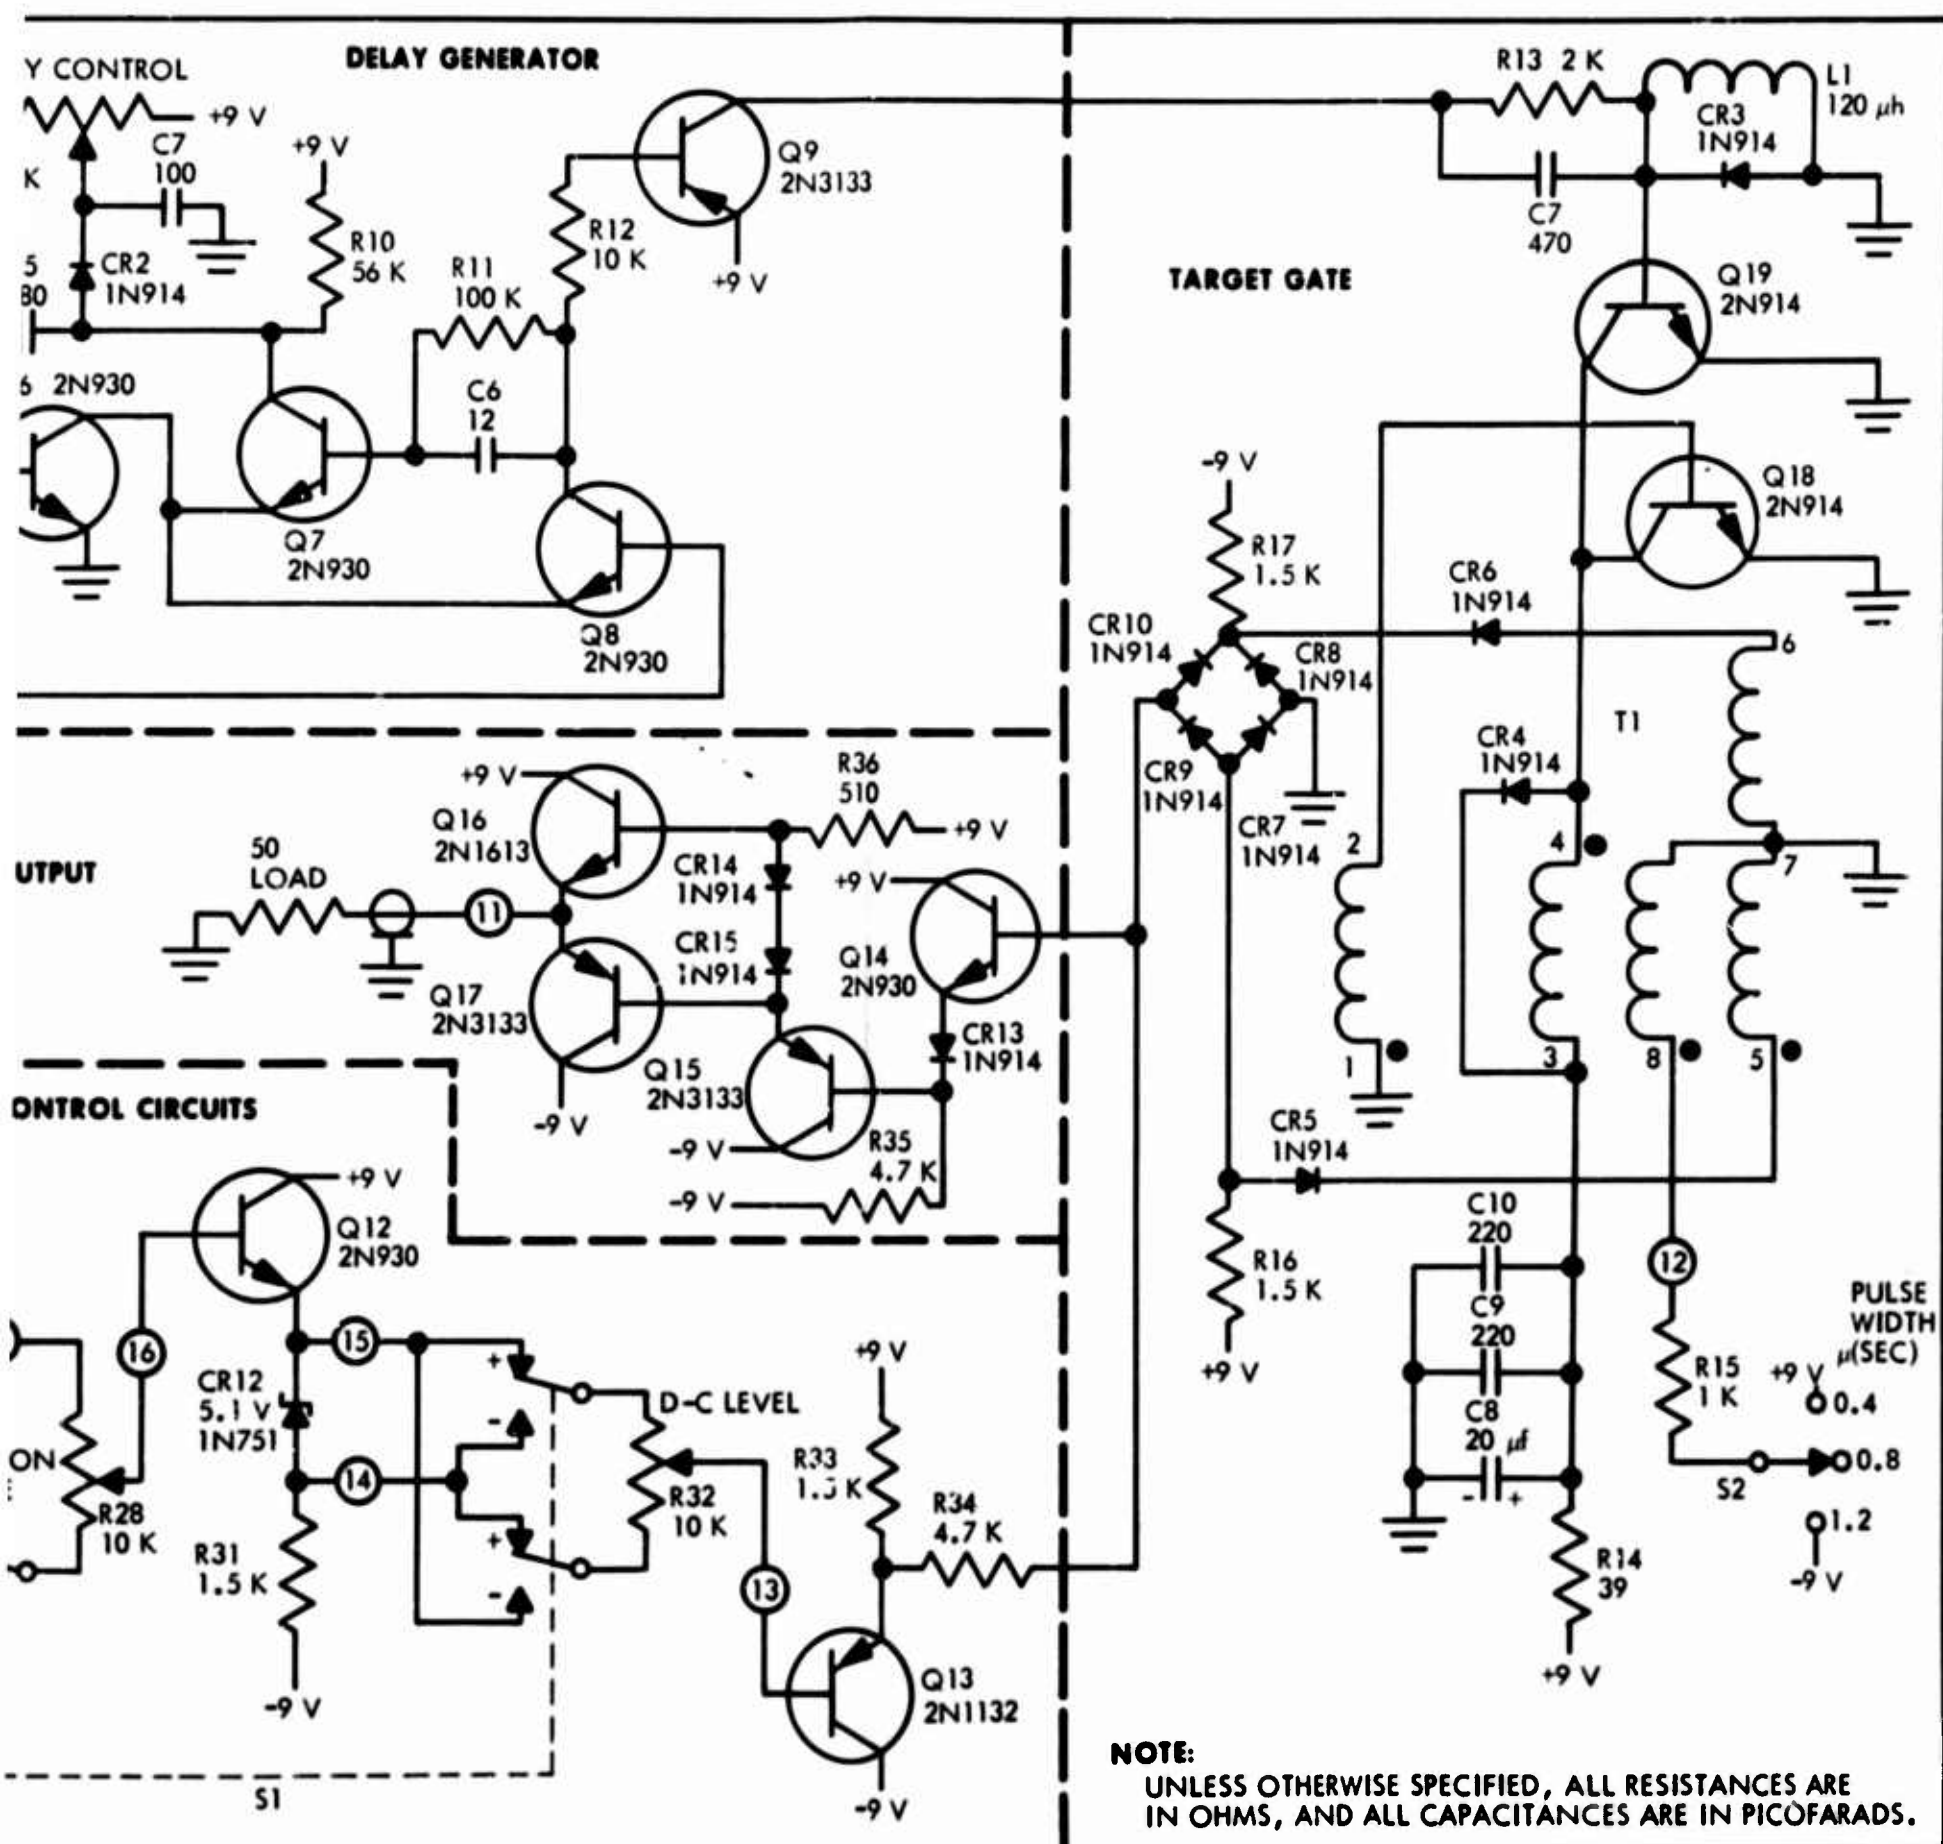 DELAY GENERATOR
Y CONTROL
+9 V
K
C7
100
+9 V
R10
56 K
5
80
CR2
1N914
R11
100 K
R12
10 K
Q9
2N3133
+9 V
6 2N930
C6
12
Q7
2N930
Q8
2N930
R13 2 K
L1
120 μh
CR3
1N914
C7
470
TARGET GATE
Q19
2N914
Q18
2N914
-9 V
R17
1.5 K
CR6
1N914
CR10
1N914
CR8
1N914
CR9
1N914
CR7
1N914
6
T1
CR4
1N914
2
4
7
1
3
8
5
UTPUT
50
LOAD
11
+9 V
Q16
2N1613
R36
510
+9 V
CR14
1N914
+9 V
CR15
1N914
Q14
2N930
Q17
2N3133
-9 V
CR13
1N914
Q15
2N3133
-9 V
R35
4.7 K
-9 V
CR5
1N914
ONTROL CIRCUITS
+9 V
Q12
2N930
16
15
CR12
5.1 V
1N751
+
-
D-C LEVEL
14
ON
R28
10 K
R31
1.5 K
-9 V
+
-
R32
10 K
13
+9 V
R33
R34
4.7 K
Q13
2N1132
-9 V
S1
R16
1.5 K
+9 V
C10
220
C9
220
C8
20 μf
- +
R14
39
+9 V
12
R15
1 K
S2
PULSE
WIDTH
μ(SEC)
+9 V
0.4
0.8
1.2
-9 V
NOTE:
UNLESS OTHERWISE SPECIFIED, ALL RESISTANCES ARE
IN OHMS, AND ALL CAPACITANCES ARE IN PICOFARADS.